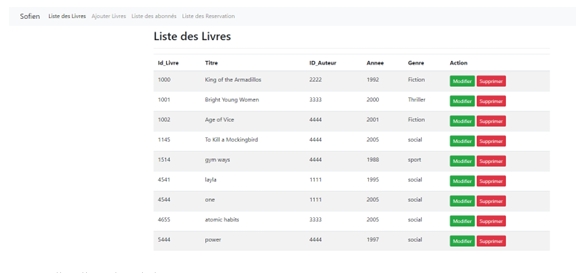 Sofien Liste des Livres Ajouter Livres Liste des abonnés Liste des Reservation
Liste des Livres
Id_Livre Titre ID_Auteur Annee Genre Action
1000 King of the Armadillos 2222 1992 Fiction Modifier Supprimer
1001 Bright Young Women 3333 2000 Thriller Modifier Supprimer
1002 Age of Vice 4444 2001 Fiction Modifier Supprimer
1145 To Kill a Mockingbird 4444 2005 social Modifier Supprimer
1514 gym ways 4444 1988 sport Modifier Supprimer
4541 layla 1111 1995 social Modifier Supprimer
4544 one 1111 2005 social Modifier Supprimer
4655 atomic habits 3333 2005 social Modifier Supprimer
5444 power 4444 1997 social Modifier Supprimer